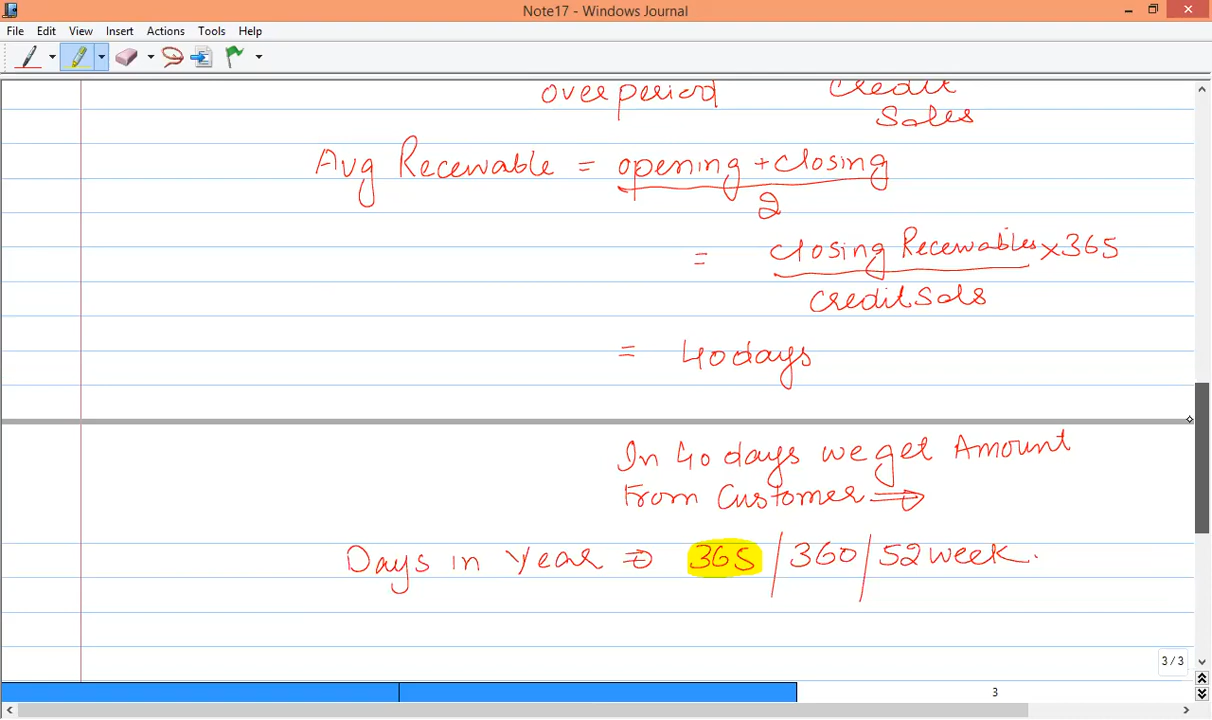 Note17 - Windows Journal
File Edit View Insert Actions Tools Help
over period Credit
Sales
Avg Receivable = opening + closing
2
= closing Receivables x 365
Credit Sals
= 40 days
In 40 days we get Amount
From Customer →
Days in Year ⇒ 365 / 360 / 52 week.
3 / 3
3